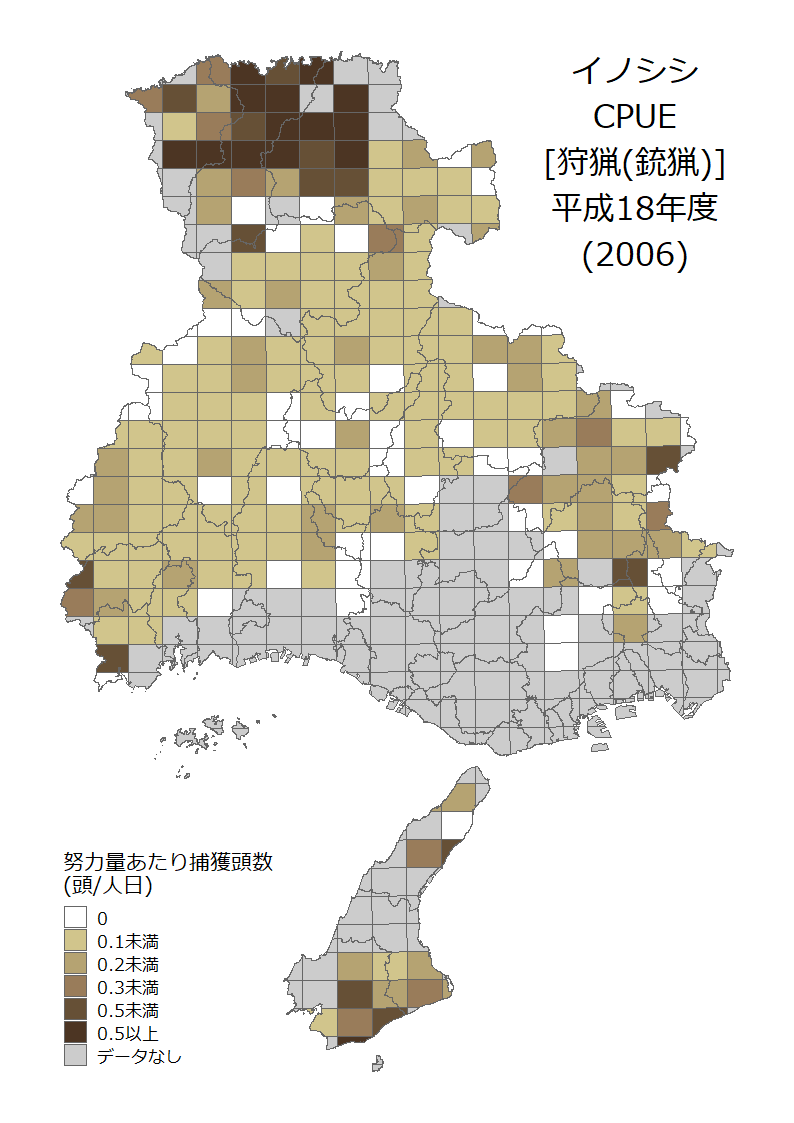 イノシシ
CPUE
[狩猟(銃猟)]
平成18年度
(2006)
努力量あたり捕獲頭数
(頭/人日)
0
0.1未満
0.2未満
0.3未満
0.5未満
0.5以上
データなし